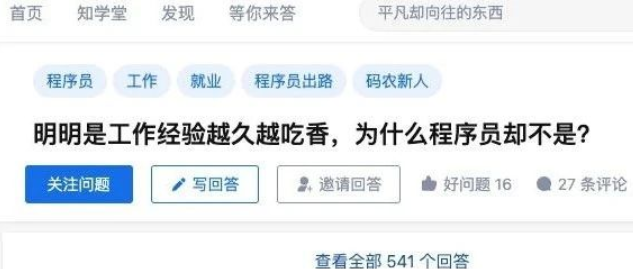 首页 知学堂 发现 等你来答 平凡却向往的东西
程序员 工作 就业 程序员出路 码农新人
明明是工作经验越久越吃香，为什么程序员却不是？
关注问题 写回答 邀请回答 好问题 16 27 条评论
查看全部 541 个回答